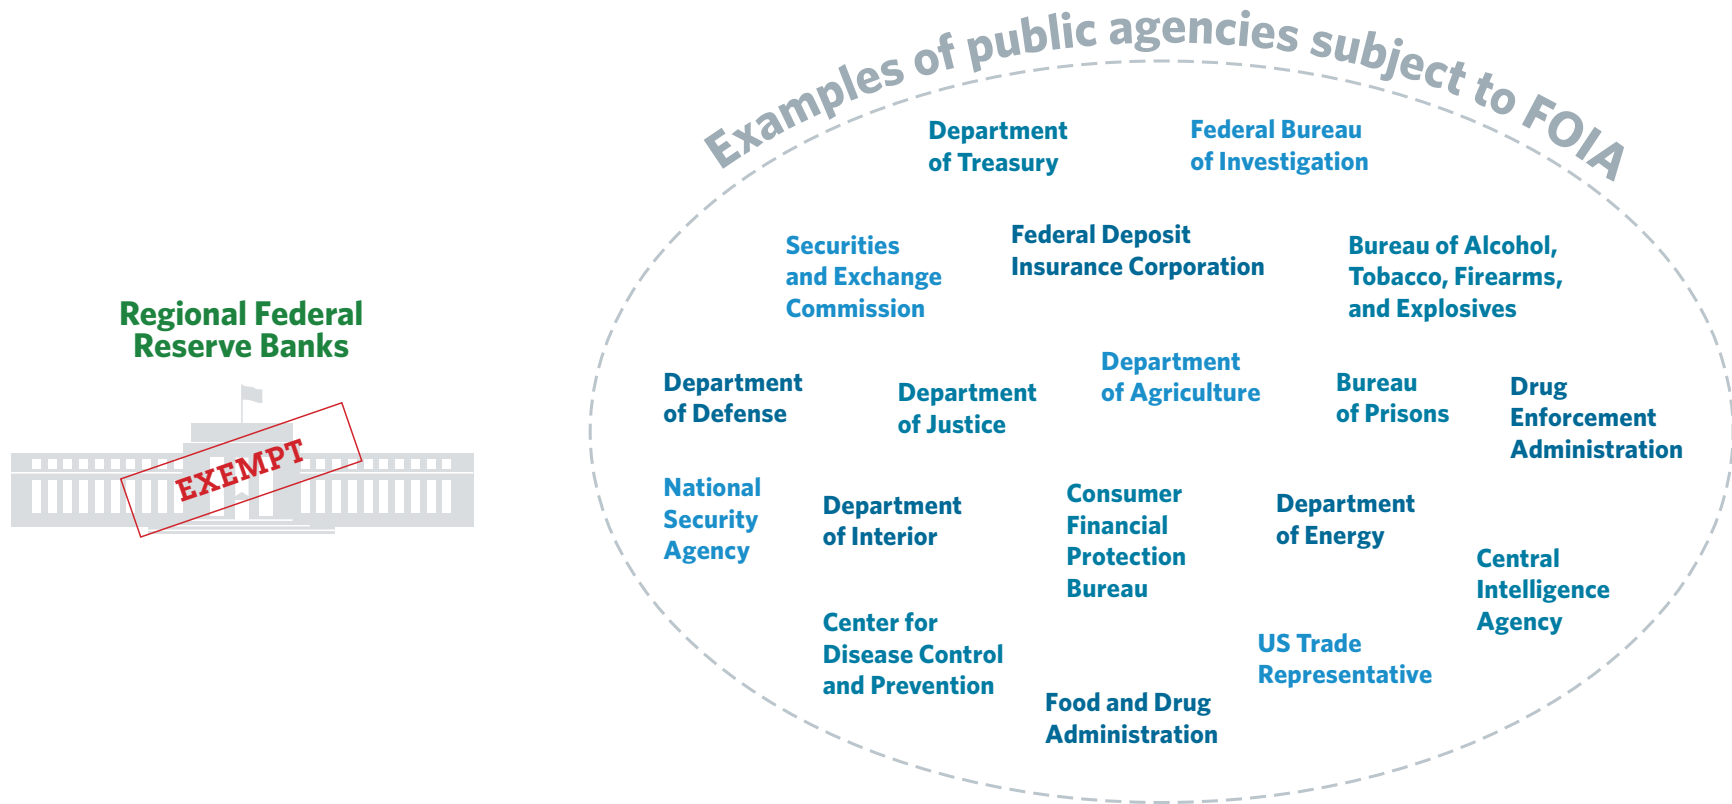 Examples of public agencies subject to FOIA
Regional Federal
Reserve Banks
EXEMPT
Department
of Treasury
Federal Bureau
of Investigation
Securities
and Exchange
Commission
Federal Deposit
Insurance Corporation
Bureau of Alcohol,
Tobacco, Firearms,
and Explosives
Department
of Defense
Department
of Justice
Department
of Agriculture
Bureau
of Prisons
Drug
Enforcement
Administration
National
Security
Agency
Department
of Interior
Consumer
Financial
Protection
Bureau
Department
of Energy
Central
Intelligence
Agency
Center for
Disease Control
and Prevention
US Trade
Representative
Food and Drug
Administration